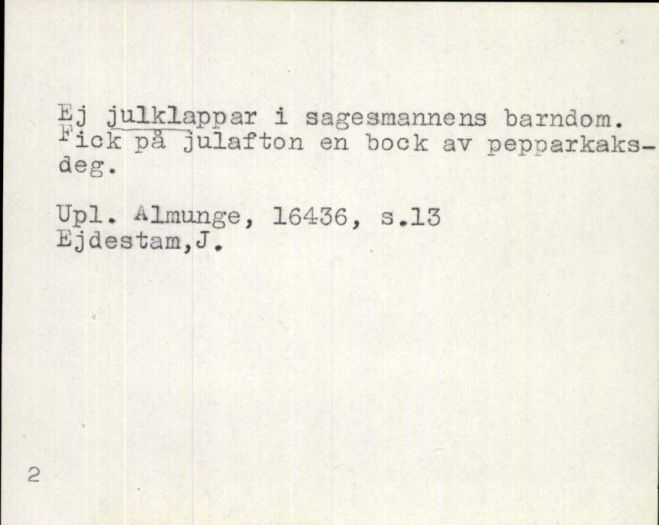 Ej julklappar i sagesmannens barndom.
Fick på julafton en bock av pepparkaks-
deg.
Upl. Almunge, 16436, s.13
Ejdestam,J.
2